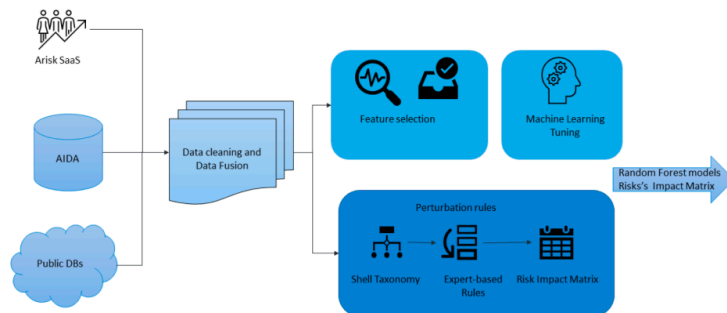 Arisk SaaS
AIDA
Public DBs
Data cleaning and
Data Fusion
Feature selection
Machine Learning
Tuning
Perturbation rules
Shell Taxonomy
Expert-based
Rules
Risk Impact Matrix
Random Forest models
Risks's Impact Matrix